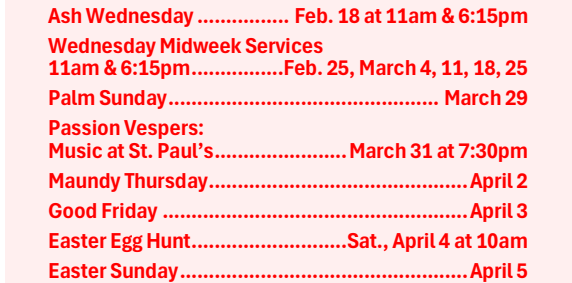 Ash Wednesday ................ Feb. 18 at 11am & 6:15pm
Wednesday Midweek Services
11am & 6:15pm................Feb. 25, March 4, 11, 18, 25
Palm Sunday.............................................. March 29
Passion Vespers:
Music at St. Paul’s.......................March 31 at 7:30pm
Maundy Thursday.............................................April 2
Good Friday .....................................................April 3
Easter Egg Hunt...........................Sat., April 4 at 10am
Easter Sunday..................................................April 5